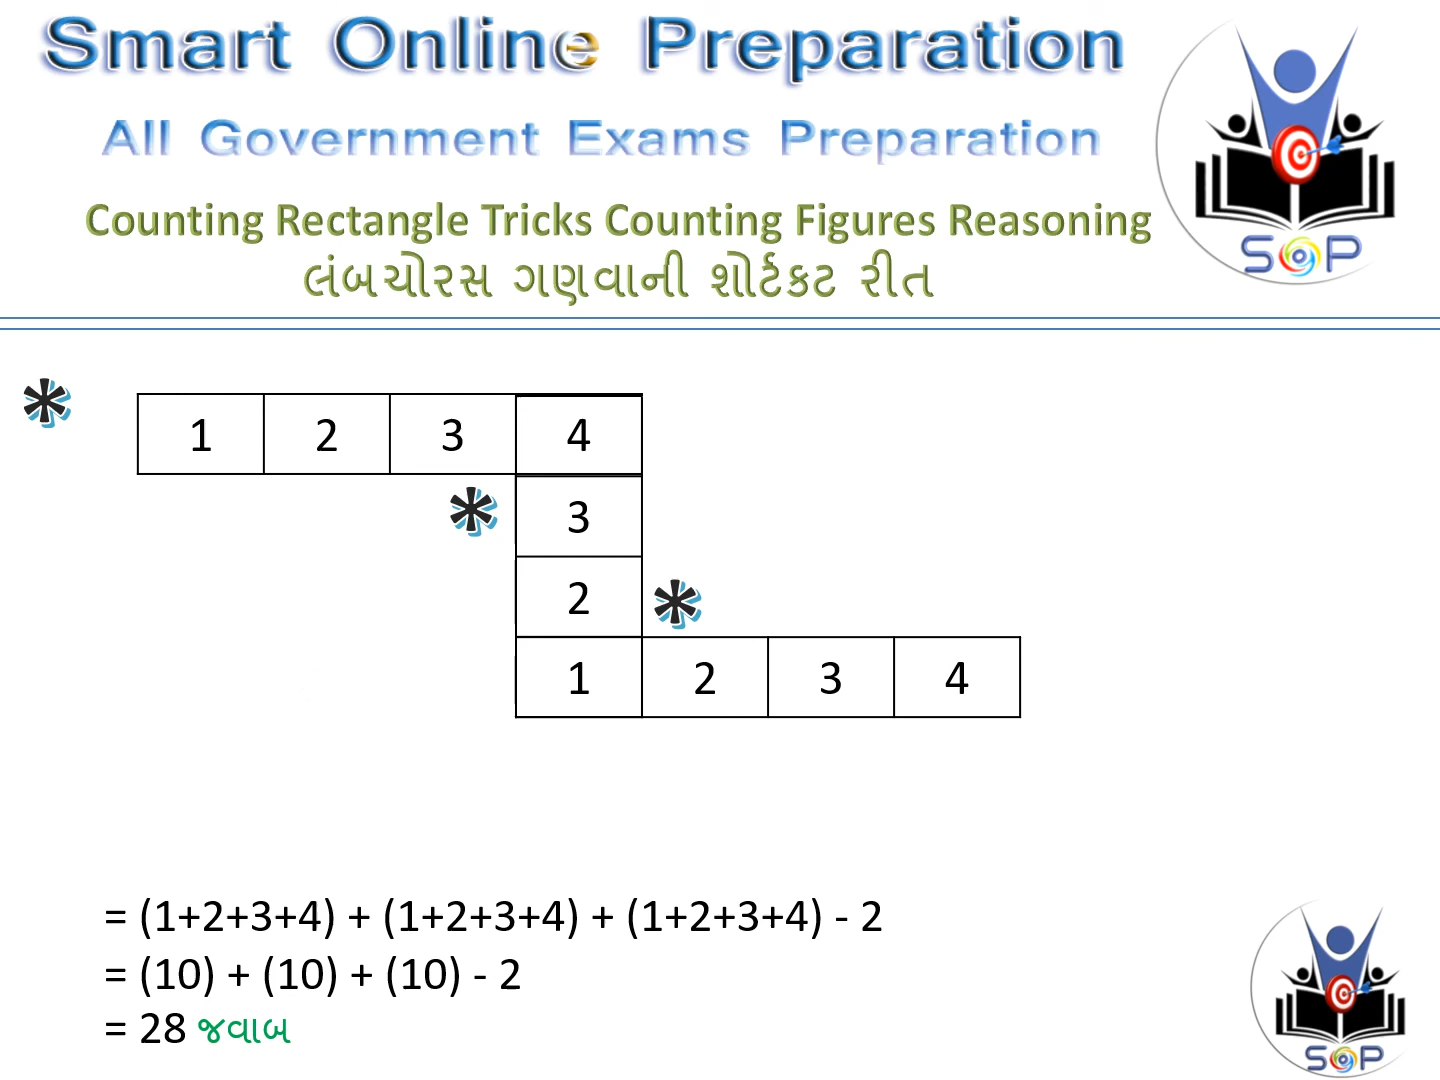 Smart Online Preparation
All Government Exams Preparation
Counting Rectangle Tricks Counting Figures Reasoning
લંબચોરસ ગણવાની શોર્ટકટ રીત
SOP
* 1 2 3 4
* 3
2 *
1 2 3 4
= (1+2+3+4) + (1+2+3+4) + (1+2+3+4) - 2
= (10) + (10) + (10) - 2
= 28 જવાબ
SOP